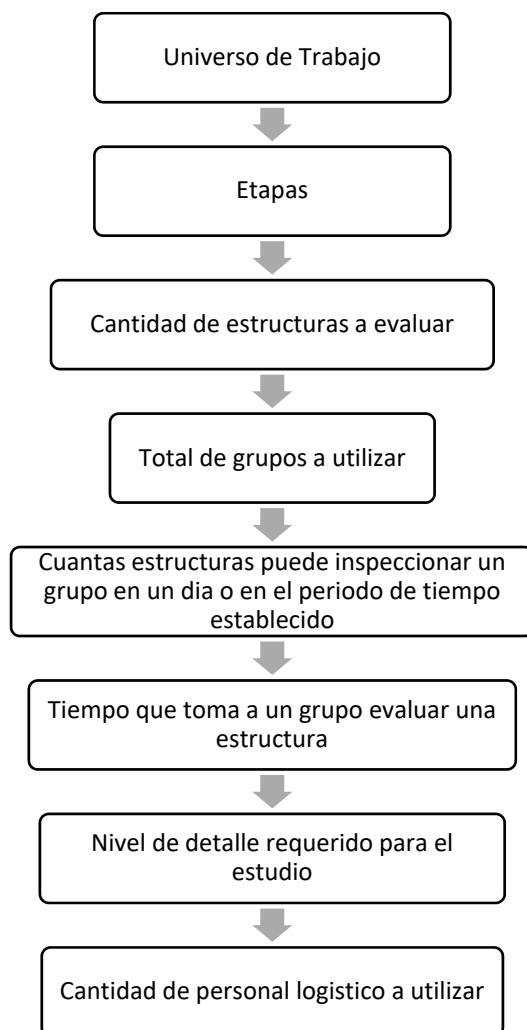 Universo de Trabajo
Etapas
Cantidad de estructuras a evaluar
Total de grupos a utilizar
Cuantas estructuras puede inspeccionar un
grupo en un dia o en el periodo de tiempo
establecido
Tiempo que toma a un grupo evaluar una
estructura
Nivel de detalle requerido para el
estudio
Cantidad de personal logistico a utilizar